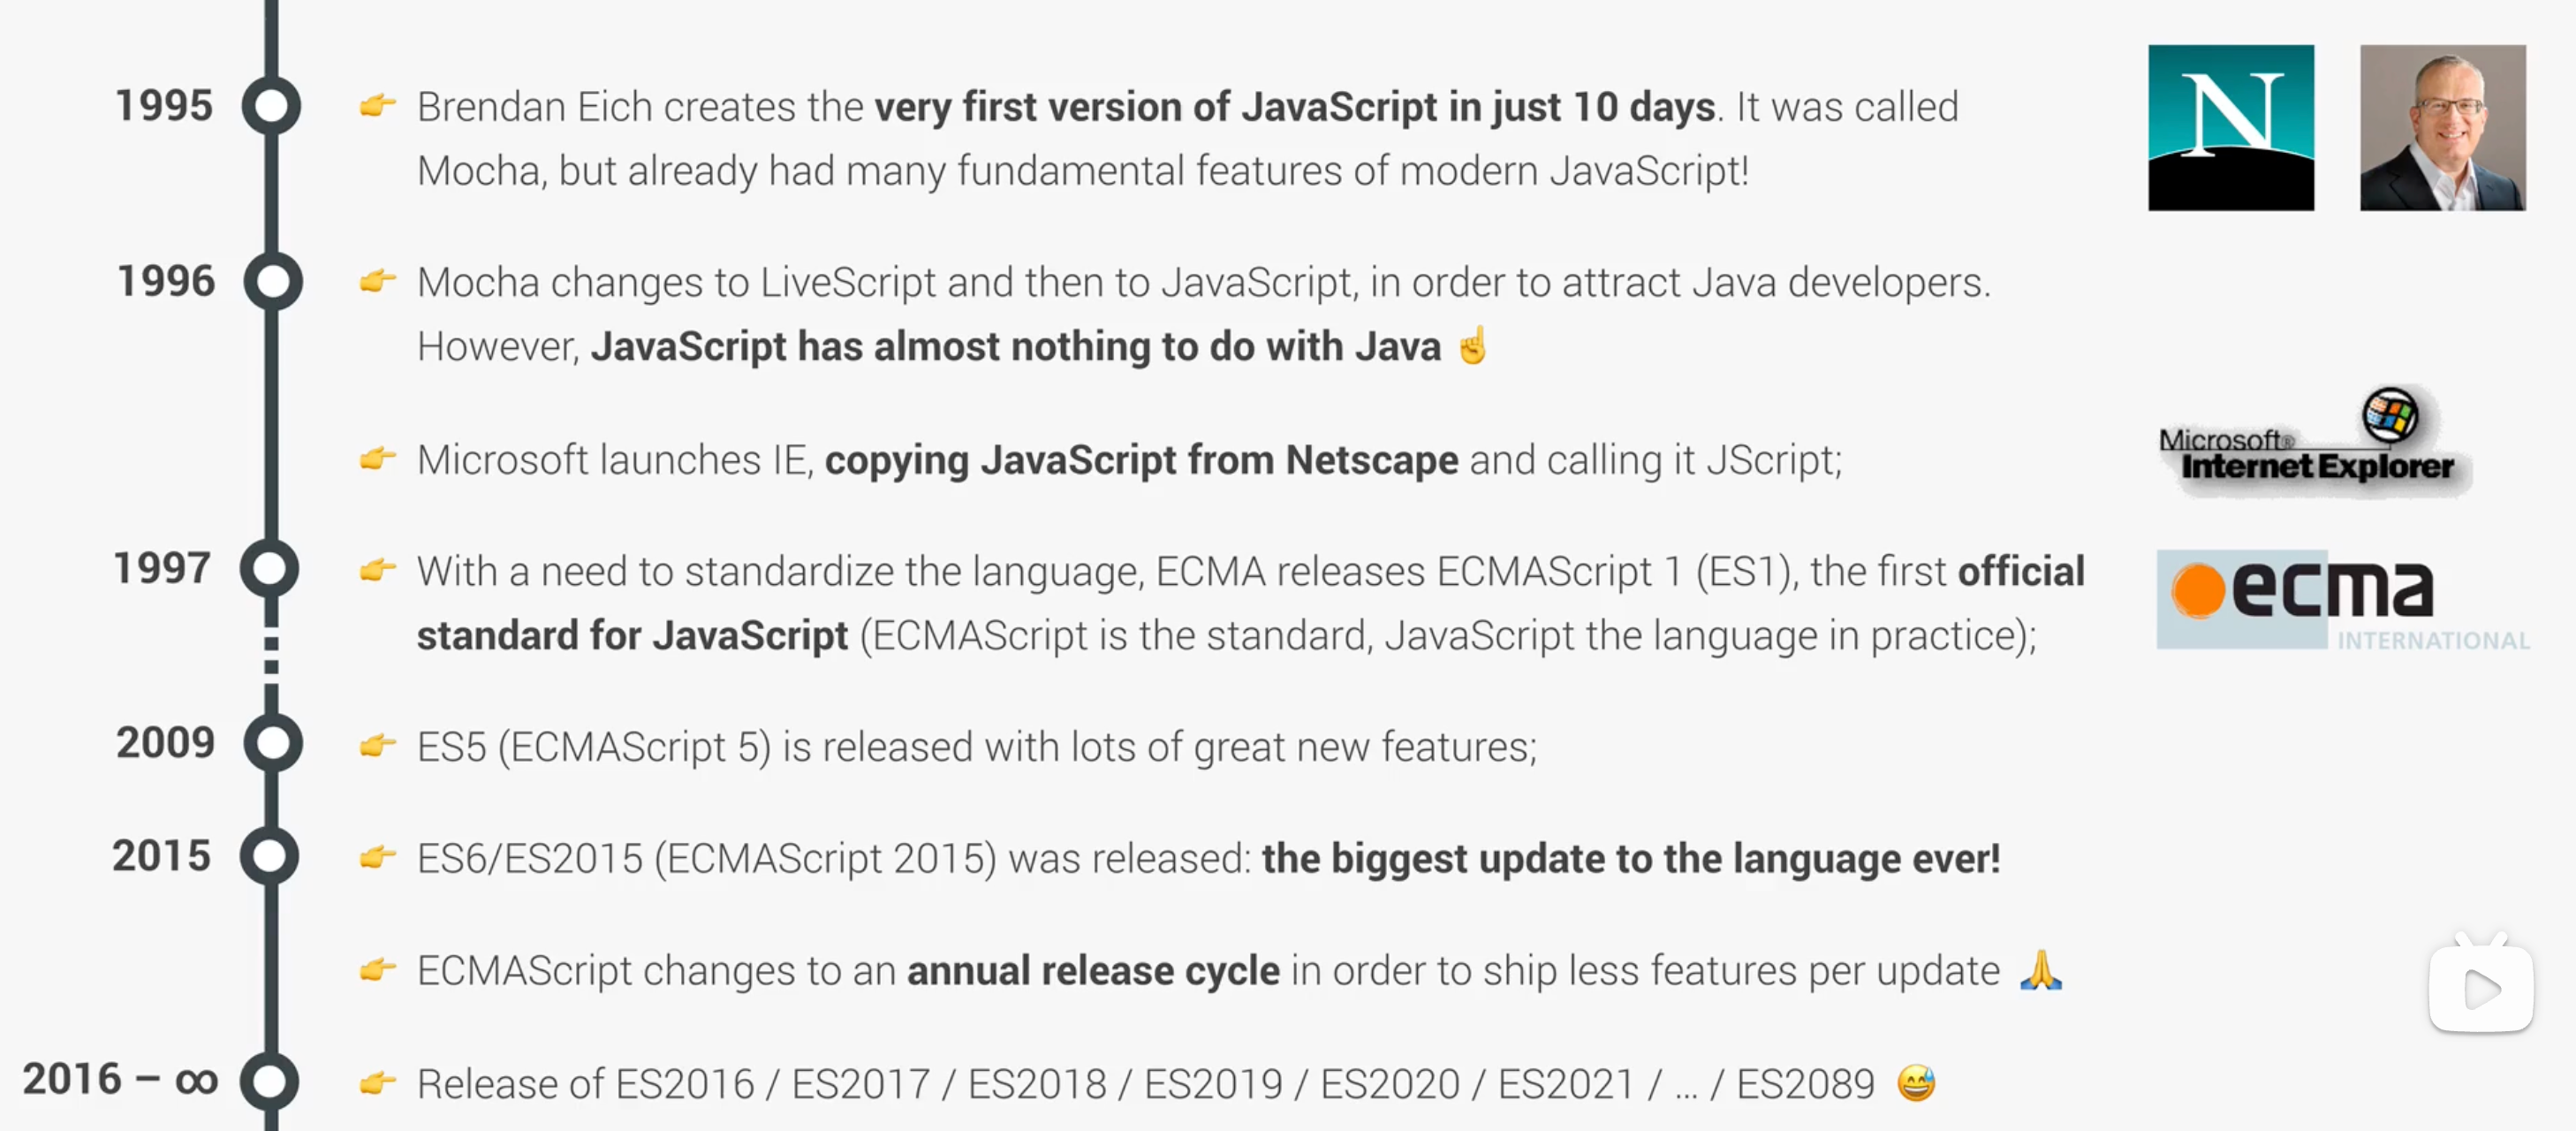 1995
👉 Brendan Eich creates the very first version of JavaScript in just 10 days. It was called
Mocha, but already had many fundamental features of modern JavaScript!
N
1996
👉 Mocha changes to LiveScript and then to JavaScript, in order to attract Java developers.
However, JavaScript has almost nothing to do with Java ☝️
👉 Microsoft launches IE, copying JavaScript from Netscape and calling it JScript;
Microsoft®
Internet Explorer
1997
👉 With a need to standardize the language, ECMA releases ECMAScript 1 (ES1), the first official
standard for JavaScript (ECMAScript is the standard, JavaScript the language in practice);
ecma
INTERNATIONAL
2009
👉 ES5 (ECMAScript 5) is released with lots of great new features;
2015
👉 ES6/ES2015 (ECMAScript 2015) was released: the biggest update to the language ever!
👉 ECMAScript changes to an annual release cycle in order to ship less features per update 🙏
2016 – ∞
👉 Release of ES2016 / ES2017 / ES2018 / ES2019 / ES2020 / ES2021 / ... / ES2089 😅